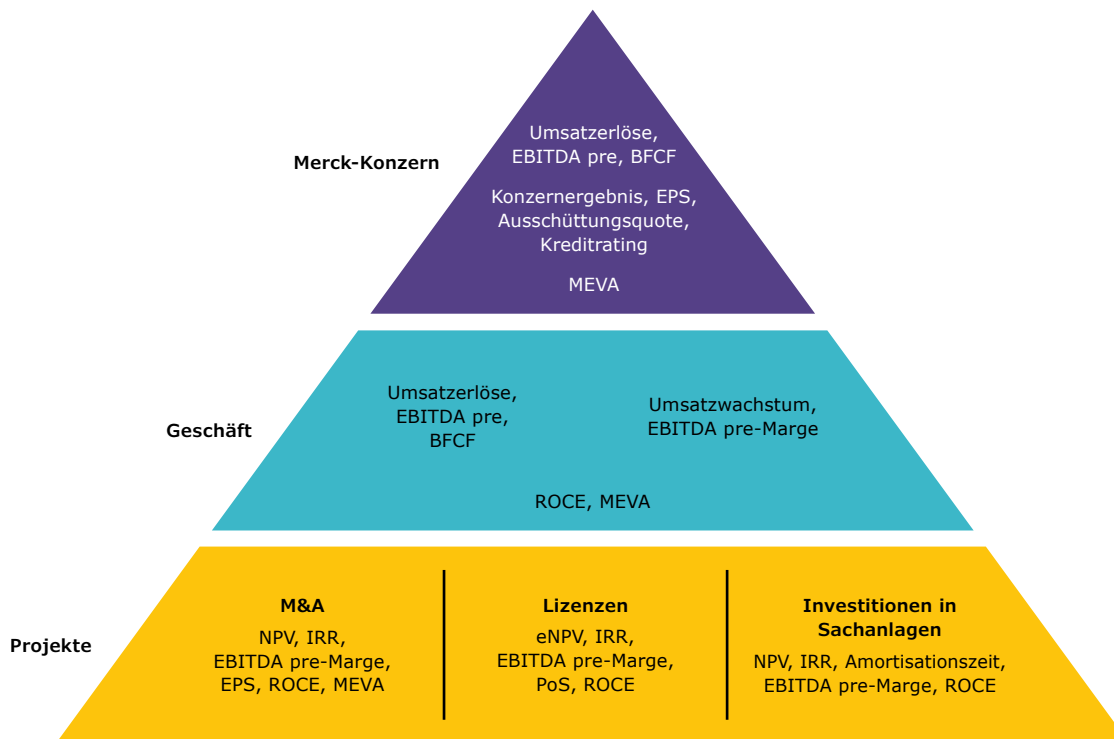 Merck-Konzern
Umsatzerlöse,
EBITDA pre, BFCF
Konzernergebnis, EPS,
Ausschüttungsquote,
Kreditrating
MEVA
Geschäft
Umsatzerlöse,
EBITDA pre,
BFCF
Umsatzwachstum,
EBITDA pre-Marge
ROCE, MEVA
Projekte
M&A
NPV, IRR,
EBITDA pre-Marge,
EPS, ROCE, MEVA
Lizenzen
eNPV, IRR,
EBITDA pre-Marge,
PoS, ROCE
Investitionen in
Sachanlagen
NPV, IRR, Amortisationszeit,
EBITDA pre-Marge, ROCE